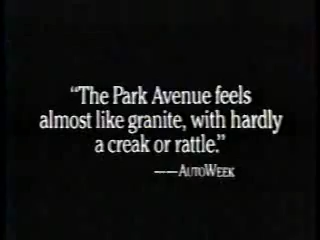 “The Park Avenue feels
almost like granite, with hardly
a creak or rattle.”
——AutoWeek